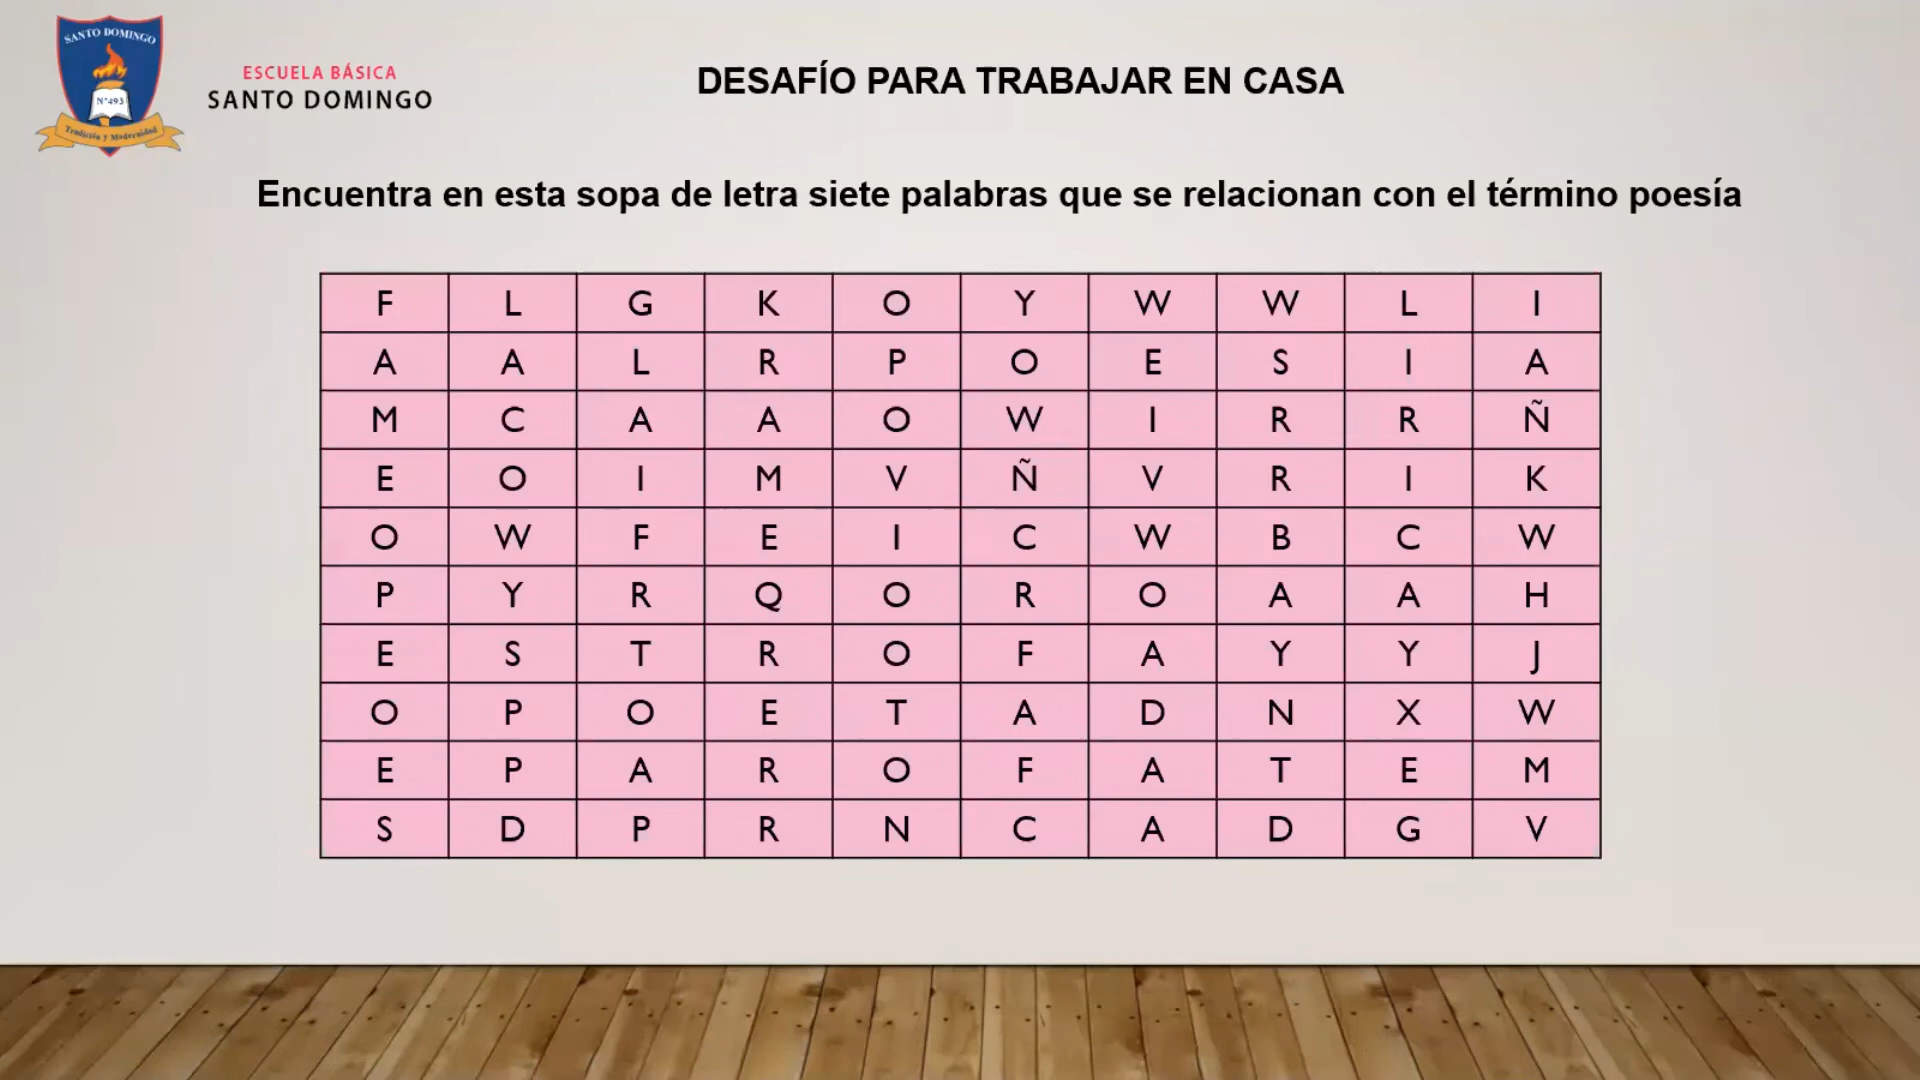 SANTO DOMINGO
N°493
Tradición y Modernidad
ESCUELA BÁSICA
SANTO DOMINGO
DESAFÍO PARA TRABAJAR EN CASA
Encuentra en esta sopa de letra siete palabras que se relacionan con el término poesía
F L G K O Y W W L I
A A L R P O E S I A
M C A A O W I R R Ñ
E O I M V Ñ V R I K
O W F E I C W B C W
P Y R Q O R O A A H
E S T R O F A Y Y J
O P O E T A D N X W
E P A R O F A T E M
S D P R N C A D G V